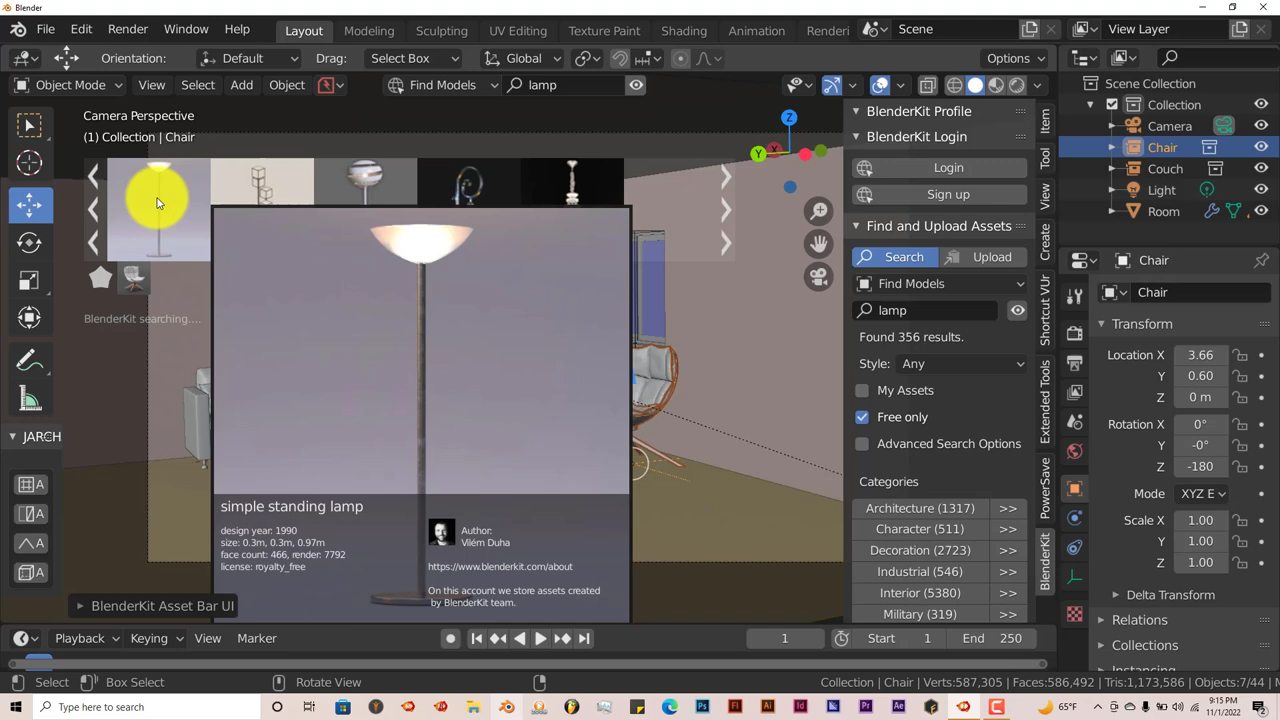 Blender
File Edit Render Window Help Layout Modeling Sculpting UV Editing Texture Paint Shading Animation Renderi Scene View Layer
Orientation: Default Drag: Select Box Global Options
Object Mode View Select Add Object Find Models lamp
Camera Perspective
(1) Collection | Chair
Z
Y
BlenderKit searching....
JARCH
A
A
A
A
simple standing lamp
design year: 1990
size: 0.3m, 0.3m, 0.97m
face count: 466, render: 7792
license: royalty_free
Author:
Vilém Duha
https://www.blenderkit.com/about
On this account we store assets created
by BlenderKit team.
BlenderKit Asset Bar UI
BlenderKit Profile
BlenderKit Login
Login
Sign up
Find and Upload Assets
Search Upload
Find Models
lamp
Found 356 results.
Style: Any
My Assets
Free only
Advanced Search Options
Categories
Architecture (1317) >>
Character (511) >>
Decoration (2723) >>
Industrial (546) >>
Interior (5380) >>
Military (319) >>
Item
Tool
View
Create
Shortcut VUr
Extended Tools
PowerSave
BlenderKit
Scene Collection
Collection
Camera
Chair
Couch
Light
Room
Chair
Chair
Transform
Location X 3.66
Y 0.60
Z 0 m
Rotation X 0°
Y -0°
Z -180
Mode XYZ E
Scale X 1.00
Y 1.00
Z 1.00
Delta Transform
Relations
Collections
Instancing
Playback Keying View Marker 1 Start 1 End 250
Select Box Select Rotate View Collection | Chair Verts:587,305 Faces:586,492 Tris:1,173,586 Objects:7/44
Type here to search 65°F 9:15 PM
11/1/2022